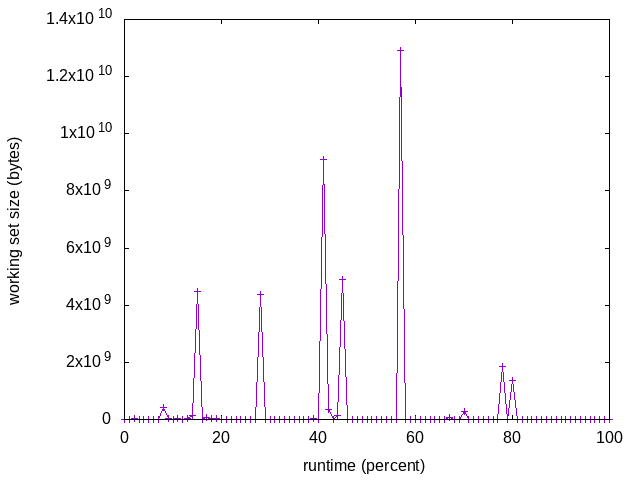 1.4x10 10
1.2x10 10
1x10 10
8x10 9
6x10 9
4x10 9
2x10 9
0
0 20 40 60 80 100
working set size (bytes)
runtime (percent)